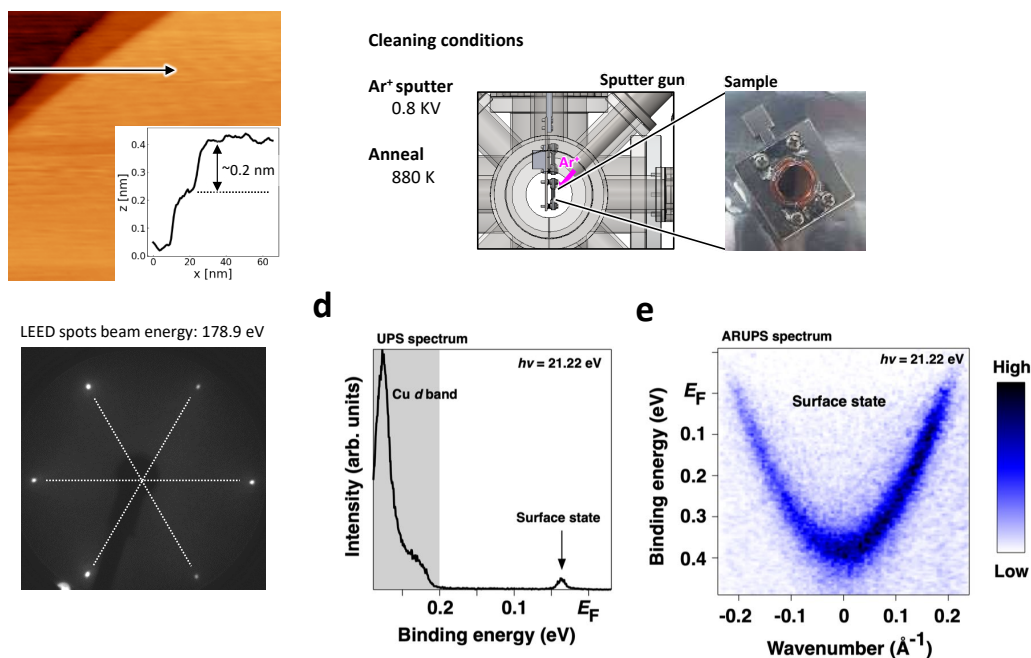 Cleaning conditions
Ar+ sputter
0.8 KV
Anneal
880 K
Sputter gun
Sample
Ar+
0.4
0.3
0.2
0.1
0.0
z [nm]
~0.2 nm
0
20
40
60
x [nm]
LEED spots beam energy: 178.9 eV
d
UPS spectrum
hν = 21.22 eV
Cu d band
Surface state
Intensity (arb. units)
0.2
0.1
EF
Binding energy (eV)
e
ARUPS spectrum
hν = 21.22 eV
Surface state
EF
0.1
0.2
0.3
0.4
Binding energy (eV)
-0.2
-0.1
0
0.1
0.2
Wavenumber (Å-1)
High
Low